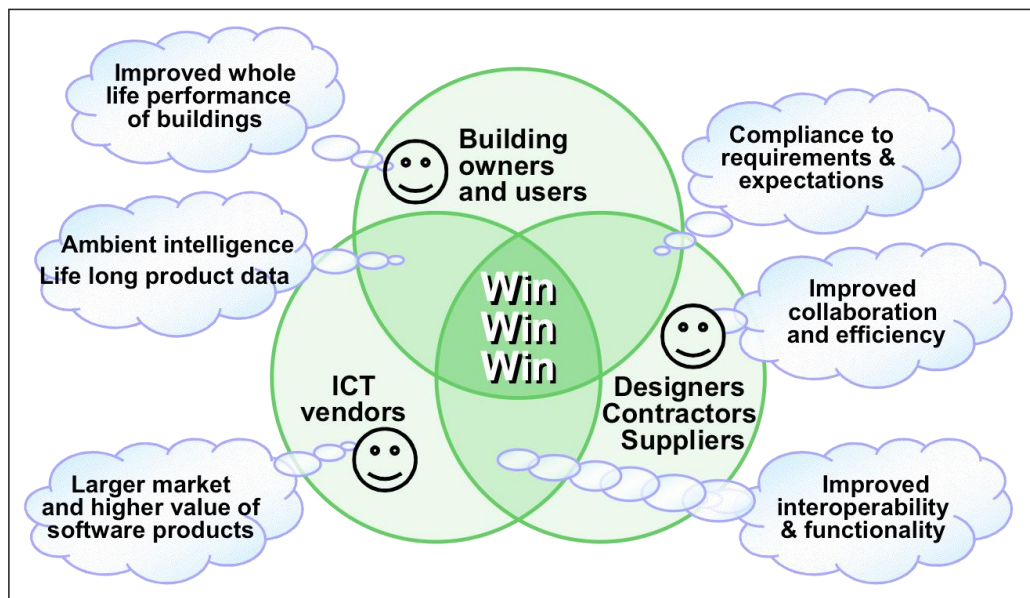 Improved whole
life performance
of buildings
Building
owners
and users
Compliance to
requirements &
expectations
Ambient intelligence
Life long product data
Win
Win
Win
Improved
collaboration
and efficiency
ICT
vendors
Designers
Contractors
Suppliers
Larger market
and higher value of
software products
Improved
interoperability
& functionality